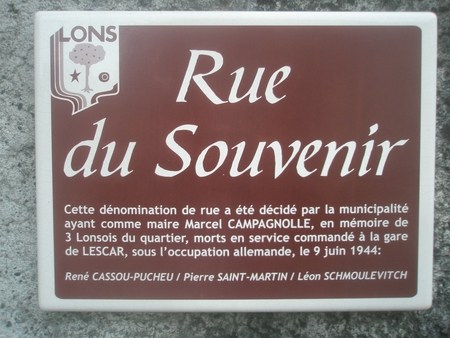 LONS
Rue
du Souvenir
Cette dénomination de rue a été décidé par la municipalité
ayant comme maire Marcel CAMPAGNOLLE, en mémoire de
3 Lonsois du quartier, morts en service commandé à la gare
de LESCAR, sous l'occupation allemande, le 9 juin 1944:
René CASSOU-PUCHEU / Pierre SAINT-MARTIN / Léon SCHMOULEVITCH